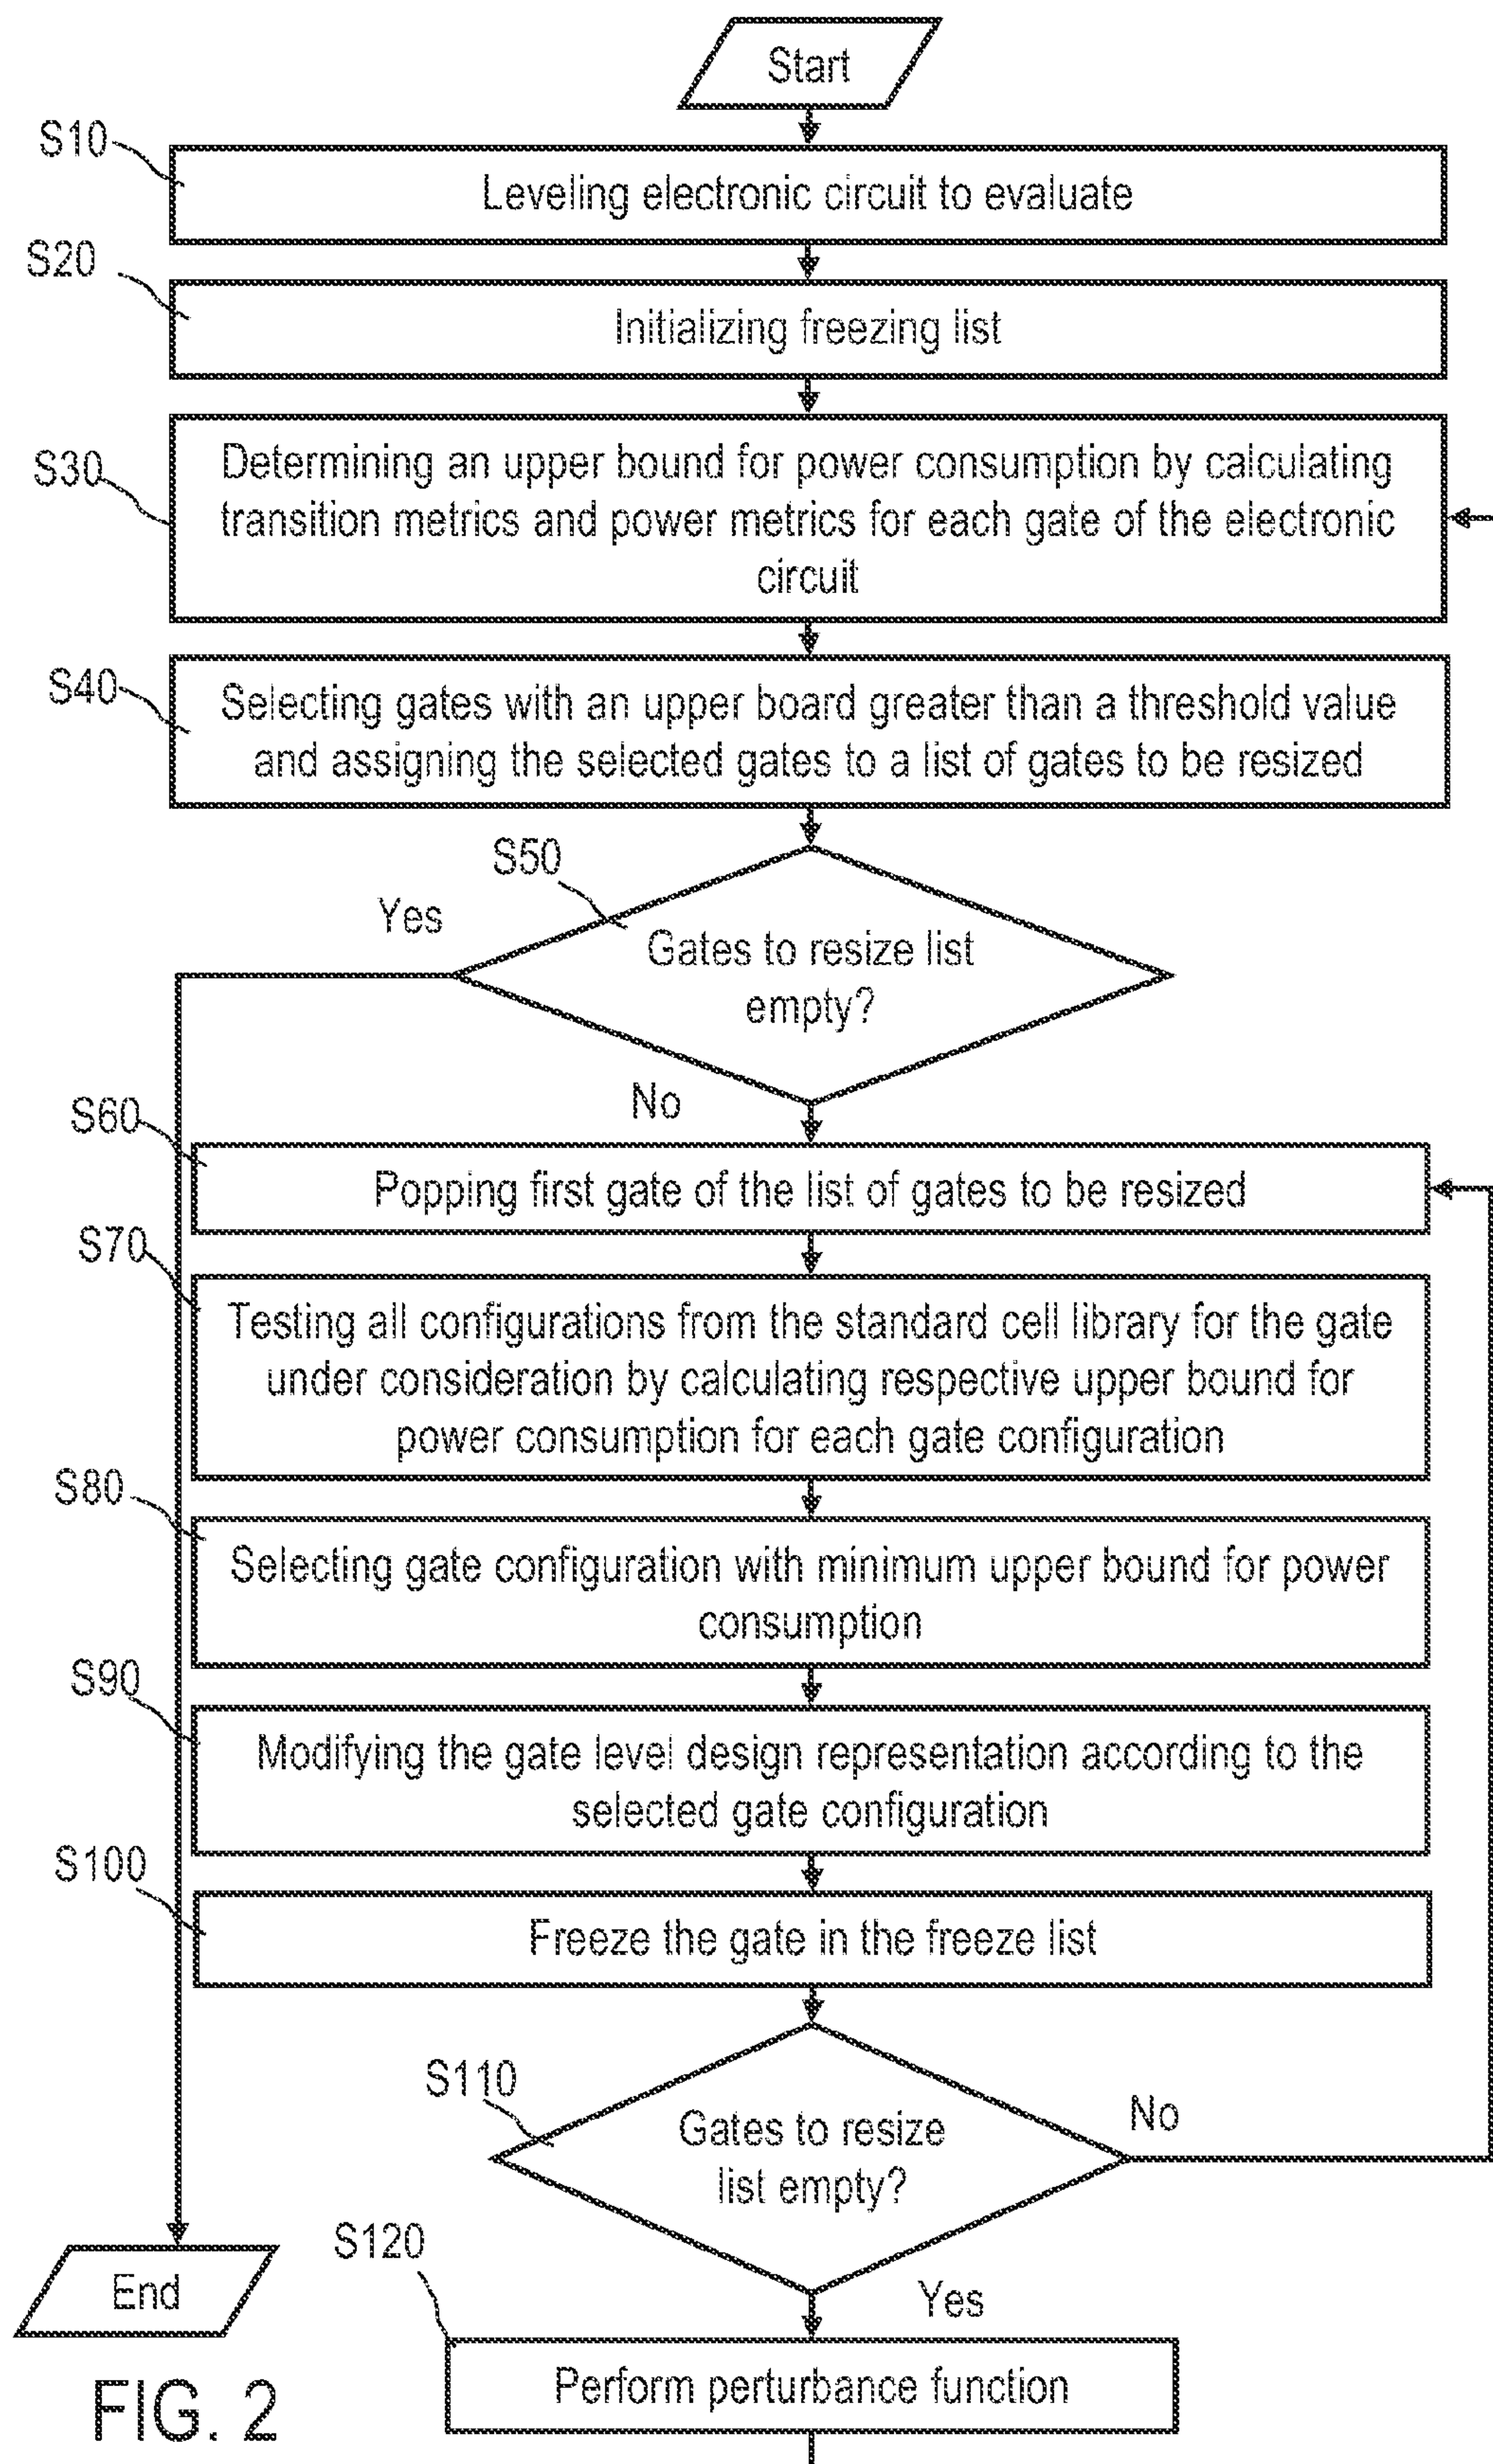 Start
S10
Leveling electronic circuit to evaluate
S20
Initializing freezing list
S30
Determining an upper bound for power consumption by calculating
transition metrics and power metrics for each gate of the electronic
circuit
S40
Selecting gates with an upper board greater than a threshold value
and assigning the selected gates to a list of gates to be resized
S50
Yes
Gates to resize list
empty?
No
S60
Popping first gate of the list of gates to be resized
S70
Testing all configurations from the standard cell library for the gate
under consideration by calculating respective upper bound for
power consumption for each gate configuration
S80
Selecting gate configuration with minimum upper bound for power
consumption
S90
Modifying the gate level design representation according to the
selected gate configuration
S100
Freeze the gate in the freeze list
S110
Gates to resize
list empty?
No
S120
End
Yes
Perform perturbance function
FIG. 2